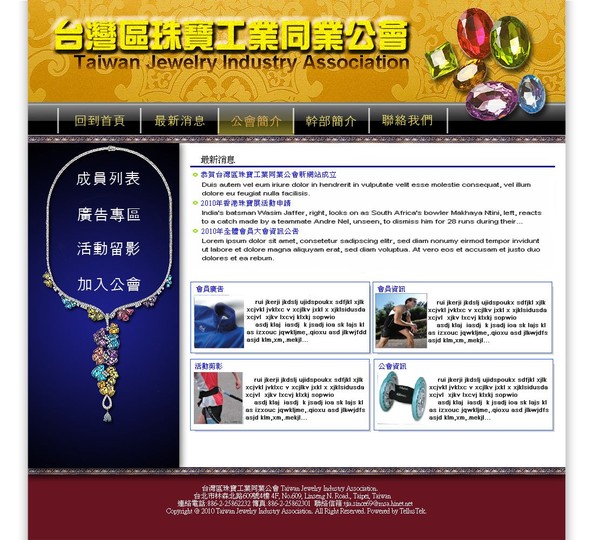 台灣區珠寶工業同業公會
Taiwan Jewelry Industry Association
回到首頁
最新消息
公會簡介
幹部簡介
聯絡我們
成員列表
廣告專區
活動留影
加入公會
最新消息
恭賀台灣區珠寶工業同業公會新網站成立
Duis autem vel eum iriure dolor in hendrerit in vulputate velit esse molestie consequat, vel illum
dolore eu feugiat nulla facilisis.
2010年香港珠寶展活動申請
India's batsman Wasim Jaffer, right, looks on as South Africa's bowler Makhaya Ntini, left, reacts
to a catch made by a teammate Andre Nel, unseen, to dismiss him for 28 runs during their...
2010年全體會員大會資訊公告
Lorem ipsum dolor sit amet, consetetur sadipscing elitr, sed diam nonumy eirmod tempor invidunt
ut labore et dolore magna aliquyam erat, sed diam voluptua. At vero eos et accusam et justo duo
dolores et ea rebum.
會員廣告
rui jkerji jkdslj ujidspoukx sdfjkl xjlk
xcjvkl jvklxc v xcjlkv jxkl x xjklsidusda
xcjvl xjkv lxcvj klxkj sopwio
asdj klaj iasdj k jsadj ioa sk lajs kl
as izxouc jqwkljme,.qioxu asd jlkwjfdd
asjd klm,xm,.mekjl...
會員資訊
rui jkerji jkdslj ujidspoukx sdfjkl xjlk
xcjvkl jvklxc v xcjlkv jxkl x xjklsidusda
xcjvl xjkv lxcvj klxkj sopwio
asdj klaj iasdj k jsadj ioa sk lajs kl
as izxouc jqwkljme,.qioxu asd jlkwjdfs
asjd klm,xm,.mekjl...
活動剪影
rui jkerji jkdslj ujidspoukx sdfjkl xjlk
xcjvkl jvklxc v xcjlkv jxkl x xjklsidusda
xcjvl xjkv lxcvj klxkj sopwio
asdj klaj iasdj k jsadj ioa sk lajs kl
as izxouc jqwkljme,.qioxu asd jlkwjdfs
asjd klm,xm,.mekjl...
公會資訊
rui jkerji jkdslj ujidspoukx sdfjkl xjlk
xcjvkl jvklxc v xcjlkv jxkl x xjklsidusda
xcjvl xjkv lxcvj klxkj sopwio
asdj klaj iasdj k jsadj ioa sk lajs kl
as izxouc jqwkljme,.qioxu asd jlkwjdfs
asjd klm,xm,.mekjl...
台灣區珠寶工業同業公會 Taiwan Jewelry Industry Association.
台北市林森北路609號4樓 4F, No.609, Linseng N. Road., Taipei, Taiwan
連絡電話:886-2-25862232 傳真:886-2-25862301 聯絡信箱 tja.since69@msa.hinet.net
Copyright @ 2010 Taiwan Jewelry Industry Association. All Right Reserved. Powered by TellusTek.